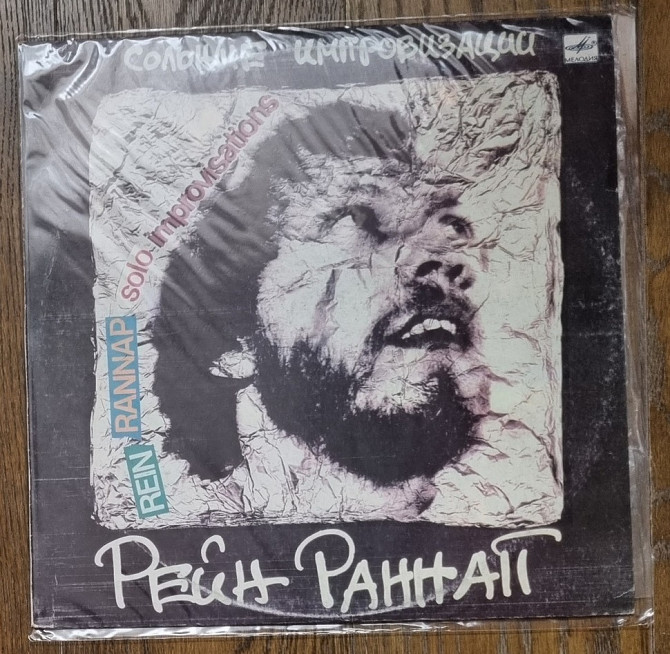 СОЛЬНЫЕ ИМПРОВИЗАЦИИ
МЕЛОДИЯ
REIN RANNAP solo-improvisations
РЕЙН РАННАП